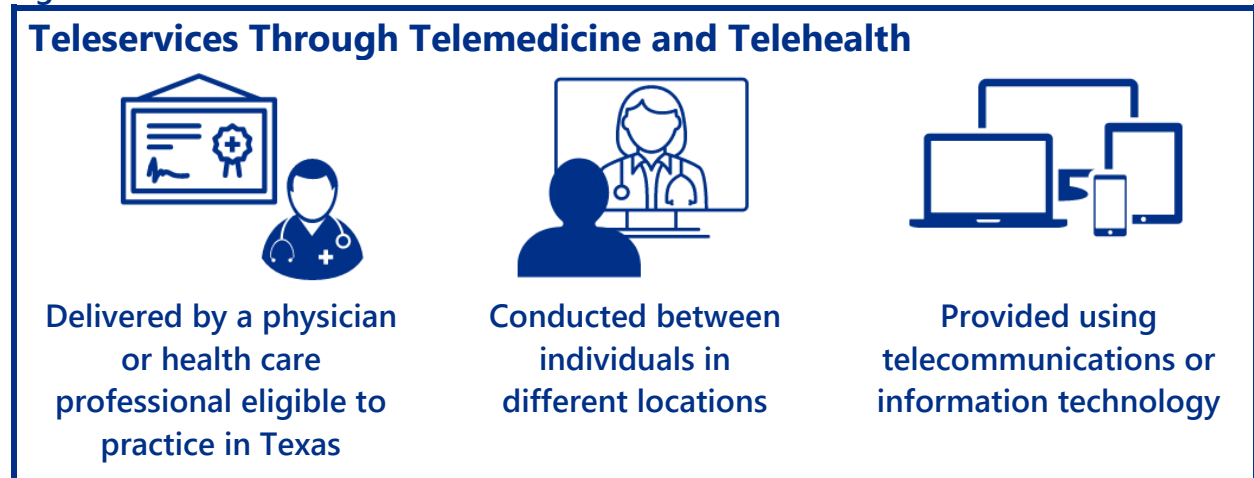 Teleservices Through Telemedicine and Telehealth
Delivered by a physician
or health care
professional eligible to
practice in Texas
Conducted between
individuals in
different locations
Provided using
telecommunications or
information technology